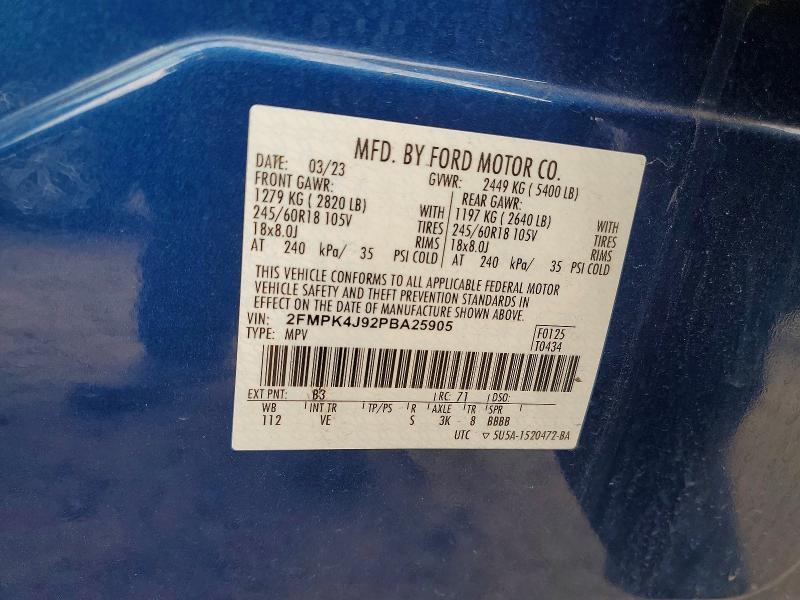 MFD. BY FORD MOTOR CO.
DATE: 03/23 GVWR: 2449 KG ( 5400 LB)
FRONT GAWR: REAR GAWR:
1279 KG ( 2820 LB) WITH 1197 KG ( 2640 LB) WITH
245/60R18 105V TIRES 245/60R18 105V TIRES
18x8.0J RIMS 18x8.0J RIMS
AT 240 kPa/ 35 PSI COLD AT 240 kPa/ 35 PSI COLD
THIS VEHICLE CONFORMS TO ALL APPLICABLE FEDERAL MOTOR
VEHICLE SAFETY AND THEFT PREVENTION STANDARDS IN
EFFECT ON THE DATE OF MANUFACTURE SHOWN ABOVE.
VIN: 2FMPK4J92PBA25905 F0125
TYPE: MPV T0434
EXT PNT: B3 RC: 71 DSO:
WB INT TR TP/PS R AXLE TR SPR
112 VE S 3K 8 BBBB
UTC ▽ 5U5A-1520472-BA